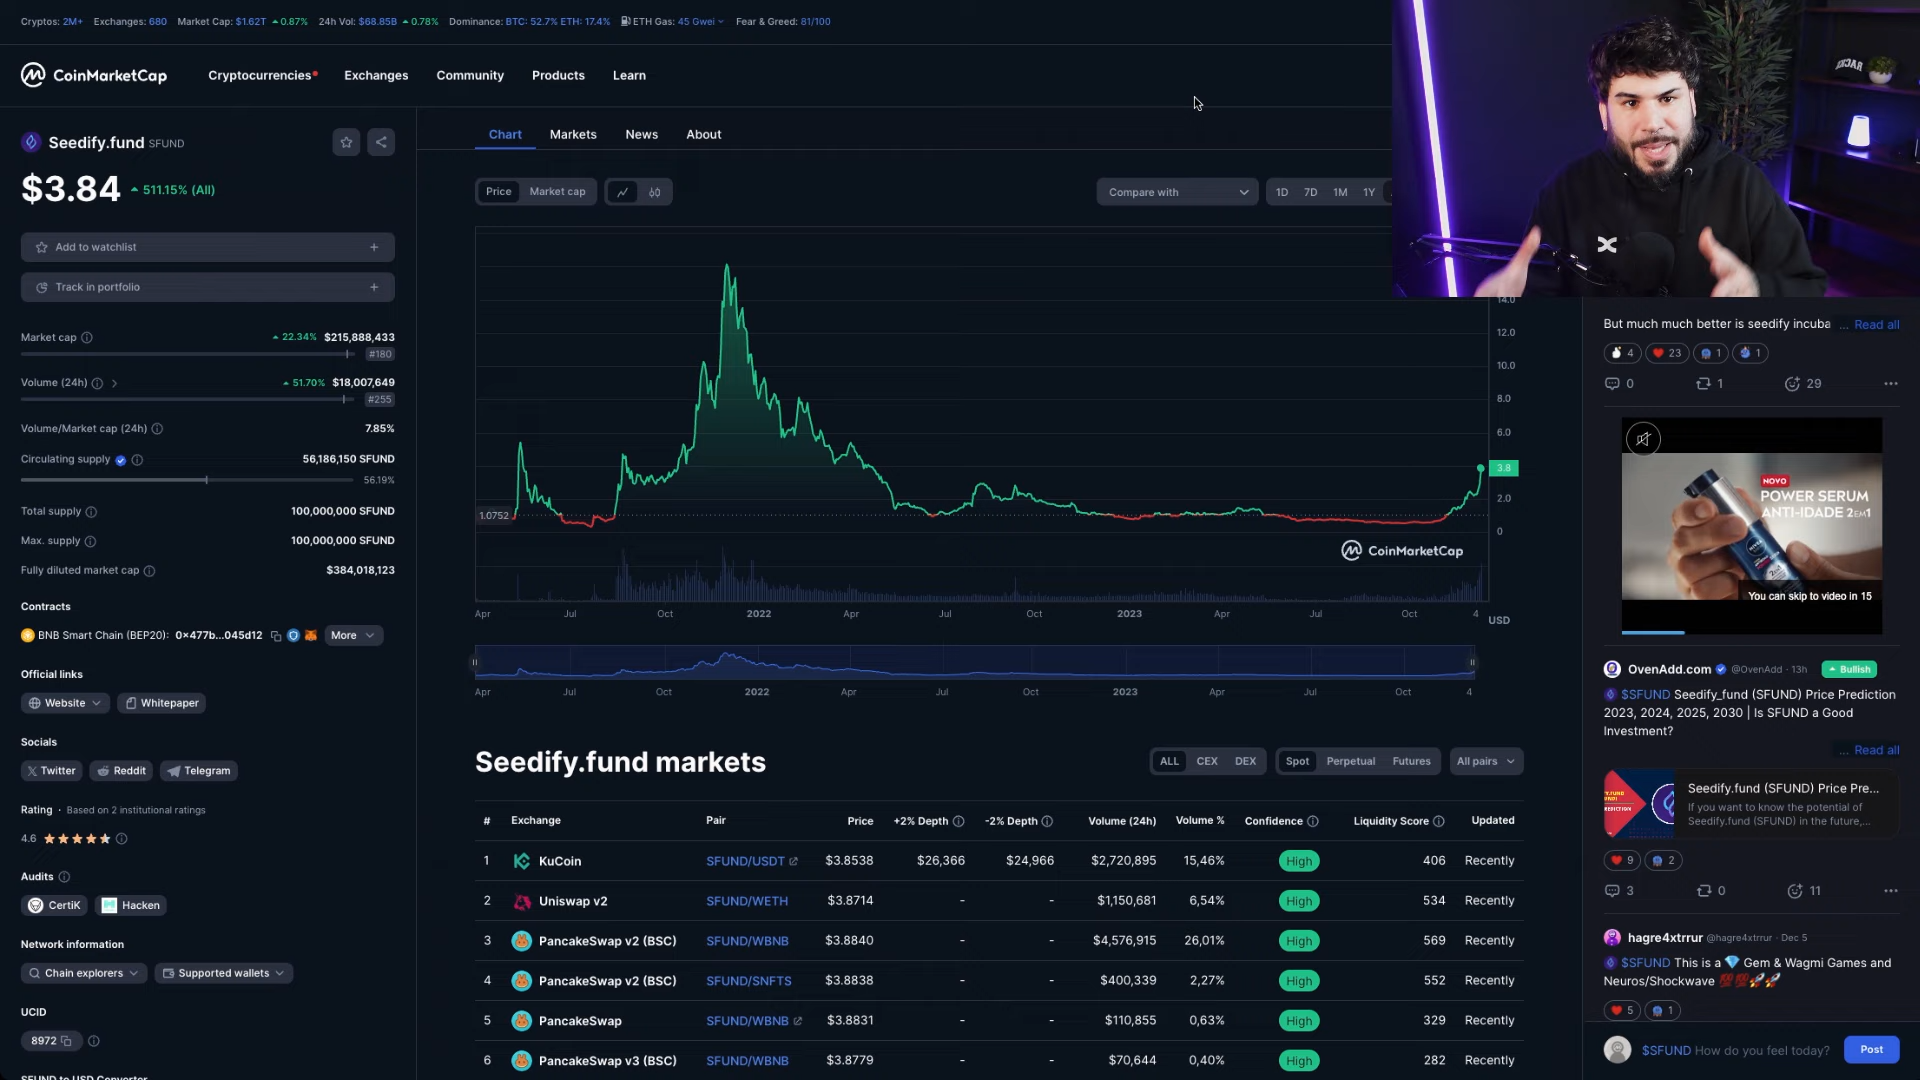 Cryptos: 2M+ Exchanges: 680 Market Cap: $1.62T 0.87% 24h Vol: $68.85B 0.78% Dominance: BTC: 52.7% ETH: 17.4% ETH Gas: 45 Gwei Fear & Greed: 81/100
CoinMarketCap Cryptocurrencies Exchanges Community Products Learn
Seedify.fund SFUND
$3.84 511.15% (All)
Add to watchlist +
Track in portfolio +
Market cap 22.34% $215,888,433
#180
Volume (24h) 51.70% $18,007,649
#255
Volume/Market cap (24h) 7.85%
Circulating supply 56,186,150 SFUND
56.19%
Total supply 100,000,000 SFUND
Max. supply 100,000,000 SFUND
Fully diluted market cap $384,018,123
Contracts
BNB Smart Chain (BEP20): 0x477b...045d12 More
Official links
Website Whitepaper
Socials
Twitter Reddit Telegram
Rating · Based on 2 institutional ratings
4.6
Audits
CertiK Hacken
Network information
Chain explorers Supported wallets
UCID
8972
SFUND to USD Converter
Chart Markets News About
Price Market cap Compare with 1D 7D 1M 1Y
14.0
12.0
10.0
8.0
6.0
3.8
2.0
0
1.0752
CoinMarketCap
Apr Jul Oct 2022 Apr Jul Oct 2023 Apr Jul Oct 4
USD
Apr Jul Oct 2022 Apr Jul Oct 2023 Apr Jul Oct 4
Seedify.fund markets ALL CEX DEX Spot Perpetual Futures All pairs
# Exchange Pair Price +2% Depth -2% Depth Volume (24h) Volume % Confidence Liquidity Score Updated
1 KuCoin SFUND/USDT $3.8538 $26,366 $24,966 $2,720,895 15,46% High 406 Recently
2 Uniswap v2 SFUND/WETH $3.8714 - - $1,150,681 6,54% High 534 Recently
3 PancakeSwap v2 (BSC) SFUND/WBNB $3.8840 - - $4,576,915 26,01% High 569 Recently
4 PancakeSwap v2 (BSC) SFUND/SNFTS $3.8838 - - $400,339 2,27% High 552 Recently
5 PancakeSwap SFUND/WBNB $3.8831 - - $110,855 0,63% High 329 Recently
6 PancakeSwap v3 (BSC) SFUND/WBNB $3.8779 - - $70,644 0,40% High 282 Recently
But much much better is seedify incuba ... Read all
4 23 1 1
0 1 29
NOVO
POWER SERUM
ANTI-IDADE 2EM1
You can skip to video in 15
OvenAdd.com @OvenAdd · 13h Bullish
$SFUND Seedify_fund (SFUND) Price Prediction
2023, 2024, 2025, 2030 | Is SFUND a Good
Investment?
... Read all
Seedify.fund (SFUND) Price Pre...
If you want to know the potential of
Seedify.fund (SFUND) in the future,...
9 2
3 0 11
hagre4xtrrur @hagre4xtrrur · Dec 5
$SFUND This is a 💎 Gem & Wagmi Games and
Neuros/Shockwave 💯💯🚀🚀
5 1
$SFUND How do you feel today? Post